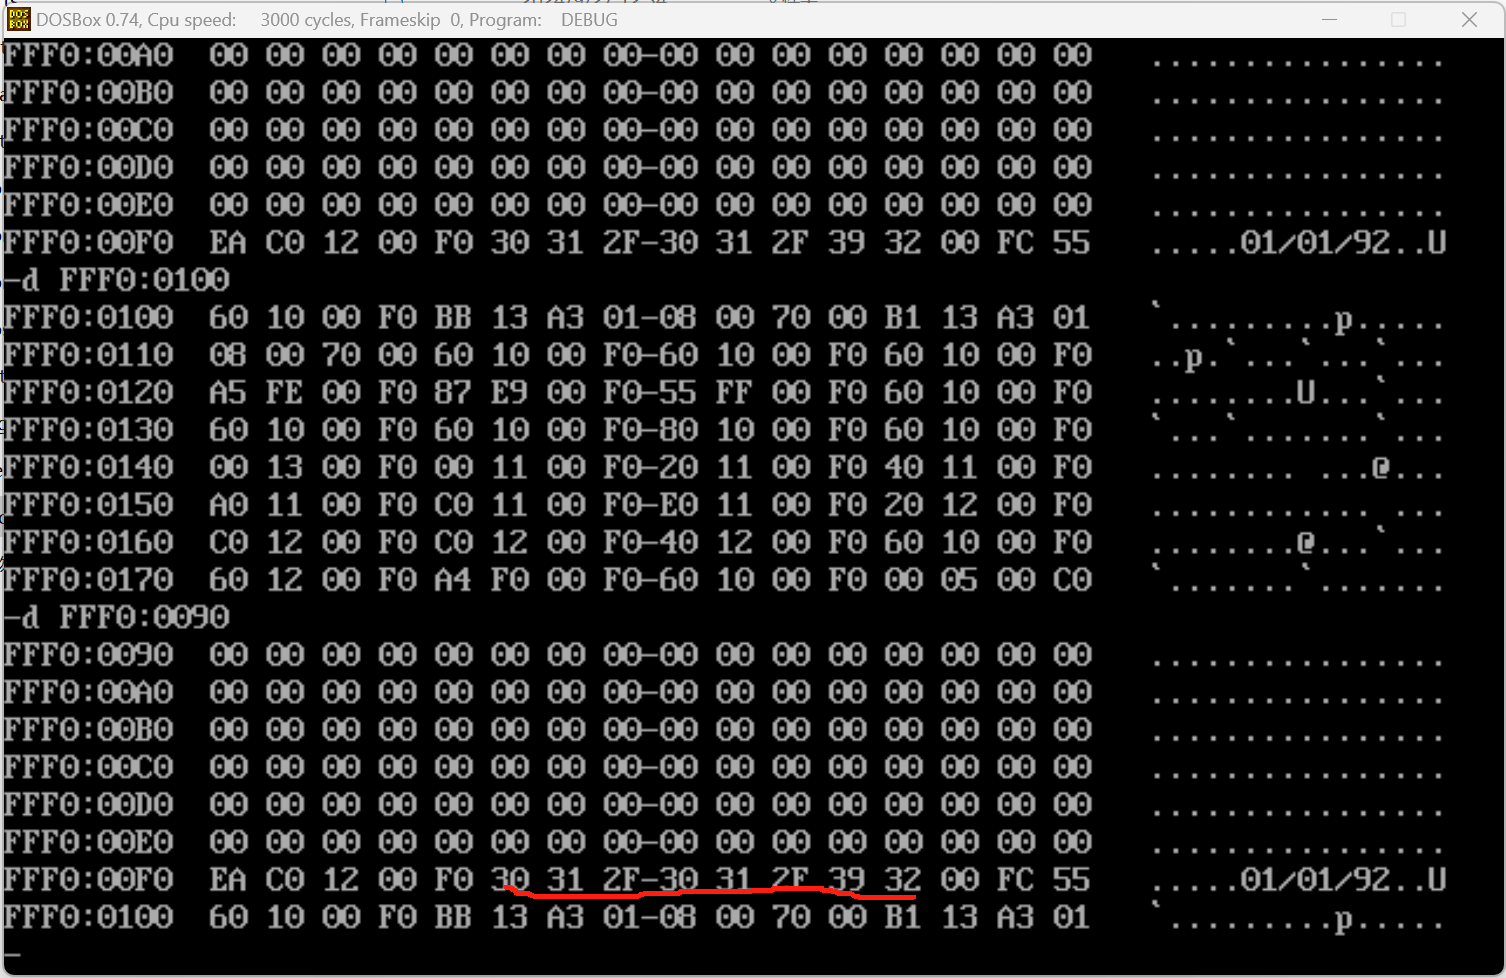 DOSBox 0.74, Cpu speed: 3000 cycles, Frameskip 0, Program: DEBUG
FFF0:00A0 00 00 00 00 00 00 00 00-00 00 00 00 00 00 00 00 ................
FFF0:00B0 00 00 00 00 00 00 00 00-00 00 00 00 00 00 00 00 ................
FFF0:00C0 00 00 00 00 00 00 00 00-00 00 00 00 00 00 00 00 ................
FFF0:00D0 00 00 00 00 00 00 00 00-00 00 00 00 00 00 00 00 ................
FFF0:00E0 00 00 00 00 00 00 00 00-00 00 00 00 00 00 00 00 ................
FFF0:00F0 EA C0 12 00 F0 30 31 2F-30 31 2F 39 32 00 FC 55 .....01/01/92..U
-d FFF0:0100
FFF0:0100 60 10 00 F0 BB 13 A3 01-08 00 70 00 B1 13 A3 01 `.........p.....
FFF0:0110 08 00 70 00 60 10 00 F0-60 10 00 F0 60 10 00 F0 ..p.`...`...`...
FFF0:0120 A5 FE 00 F0 87 E9 00 F0-55 FF 00 F0 60 10 00 F0 ........U...`...
FFF0:0130 60 10 00 F0 60 10 00 F0-80 10 00 F0 60 10 00 F0 `...`.......`...
FFF0:0140 00 13 00 F0 00 11 00 F0-20 11 00 F0 40 11 00 F0 ........ ...@...
FFF0:0150 A0 11 00 F0 C0 11 00 F0-E0 11 00 F0 20 12 00 F0 ............ ...
FFF0:0160 C0 12 00 F0 C0 12 00 F0-40 12 00 F0 60 10 00 F0 ........@...`...
FFF0:0170 60 12 00 F0 A4 F0 00 F0-60 10 00 F0 00 05 00 C0 `.......`.......
-d FFF0:0090
FFF0:0090 00 00 00 00 00 00 00 00-00 00 00 00 00 00 00 00 ................
FFF0:00A0 00 00 00 00 00 00 00 00-00 00 00 00 00 00 00 00 ................
FFF0:00B0 00 00 00 00 00 00 00 00-00 00 00 00 00 00 00 00 ................
FFF0:00C0 00 00 00 00 00 00 00 00-00 00 00 00 00 00 00 00 ................
FFF0:00D0 00 00 00 00 00 00 00 00-00 00 00 00 00 00 00 00 ................
FFF0:00E0 00 00 00 00 00 00 00 00-00 00 00 00 00 00 00 00 ................
FFF0:00F0 EA C0 12 00 F0 30 31 2F-30 31 2F 39 32 00 FC 55 .....01/01/92..U
FFF0:0100 60 10 00 F0 BB 13 A3 01-08 00 70 00 B1 13 A3 01 `.........p.....